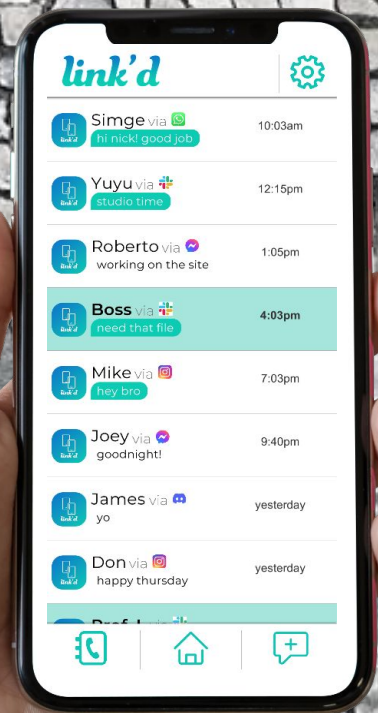 link'd
Simge via
10:03am
hi nick! good job
Yuyu via
12:15pm
studio time
Roberto via
1:05pm
working on the site
Boss via
4:03pm
need that file
Mike via
7:03pm
hey bro
Joey via
9:40pm
goodnight!
James via
yesterday
yo
Don via
yesterday
happy thursday